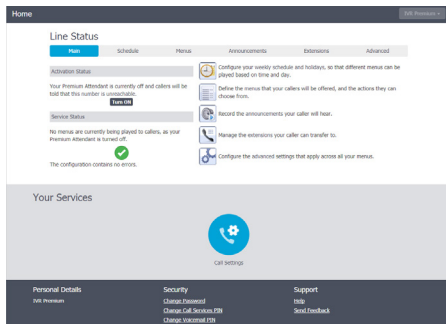 Home
IVR Premium
Line Status
Main Schedule Menus Announcements Extensions Advanced
Activation Status
Your Premium Attendant is currently off and callers will be
told that this number is unreachable.
Turn ON
Service Status
No menus are currently being played to callers, as your
Premium Attendant is turned off.
The configuration contains no errors.
Configure your weekly schedule and holidays, so that different menus can be
played based on time and day.
Define the menus that your callers will be offered, and the actions they can
choose from.
Record the announcements your caller will hear.
Manage the extensions your caller can transfer to.
Configure the advanced settings that apply across all your menus.
Your Services
Call Settings
Personal Details
IVR Premium
Security
Change Password
Change Call Services PIN
Change Voicemail PIN
Support
Help
Send Feedback